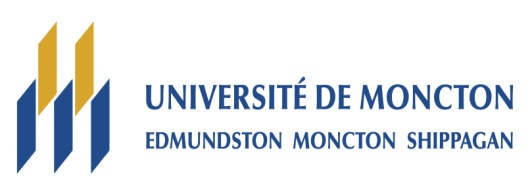 UNIVERSITÉ DE MONCTON
EDMUNDSTON MONCTON SHIPPAGAN